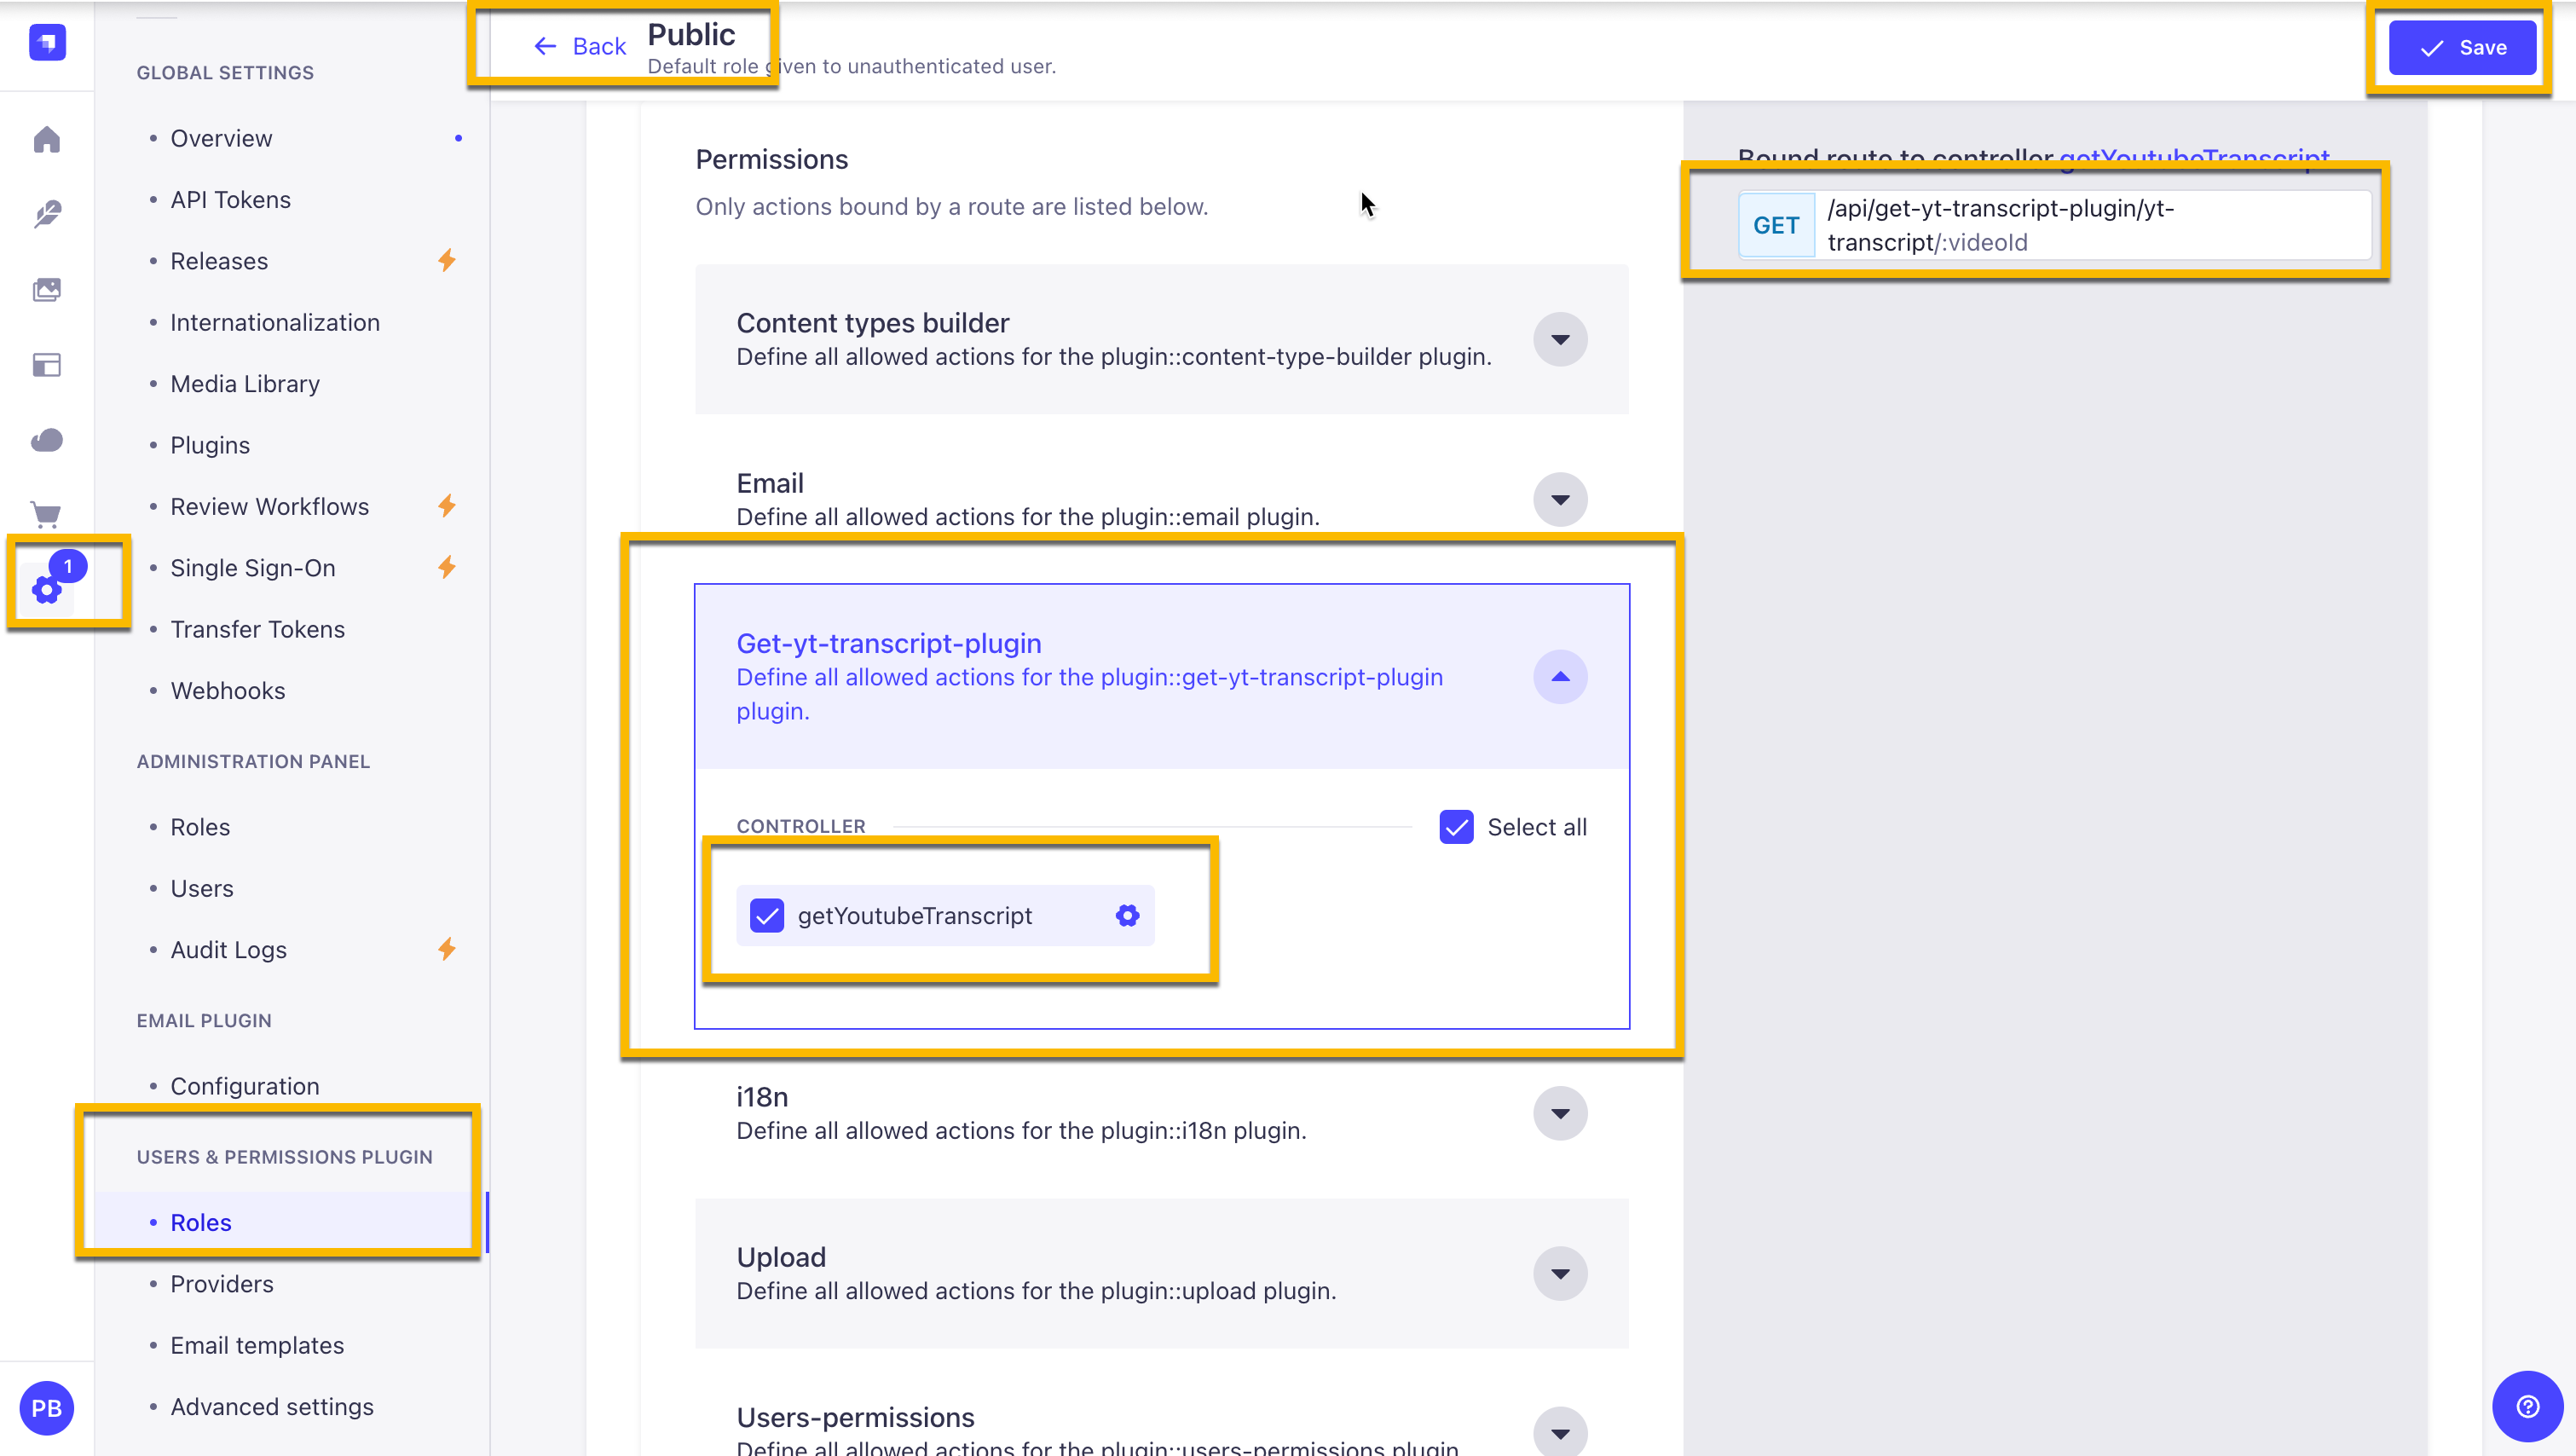 GLOBAL SETTINGS
Overview
API Tokens
Releases
Internationalization
Media Library
Plugins
Review Workflows
Single Sign-On
Transfer Tokens
Webhooks
ADMINISTRATION PANEL
Roles
Users
Audit Logs
EMAIL PLUGIN
Configuration
USERS & PERMISSIONS PLUGIN
Roles
Providers
Email templates
Advanced settings
1
PB
Back
Public
Default role given to unauthenticated user.
Save
Permissions
Only actions bound by a route are listed below.
Content types builder
Define all allowed actions for the plugin::content-type-builder plugin.
Email
Define all allowed actions for the plugin::email plugin.
Get-yt-transcript-plugin
Define all allowed actions for the plugin::get-yt-transcript-plugin
plugin.
CONTROLLER
Select all
getYoutubeTranscript
i18n
Define all allowed actions for the plugin::i18n plugin.
Upload
Define all allowed actions for the plugin::upload plugin.
Users-permissions
Define all allowed actions for the plugin::users-permissions plugin.
Bound route to controller getYoutubeTranscript
GET
/api/get-yt-transcript-plugin/yt-
transcript/:videoId